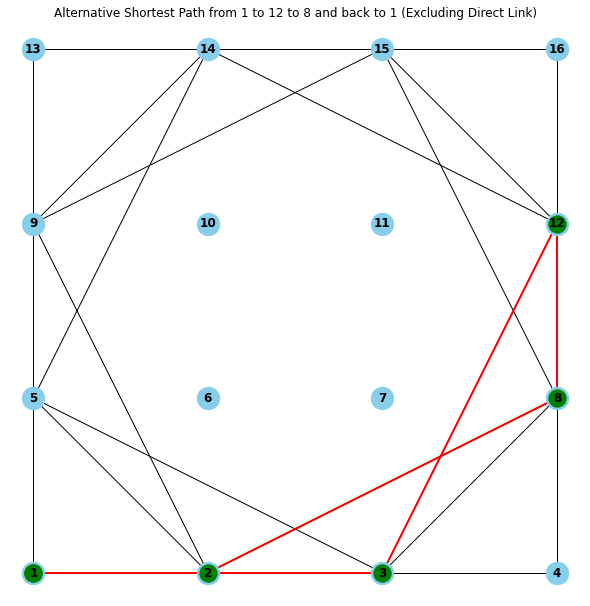 Alternative Shortest Path from 1 to 12 to 8 and back to 1 (Excluding Direct Link)
13 14 15 16
9 10 11 12
5 6 7 8
1 2 3 4